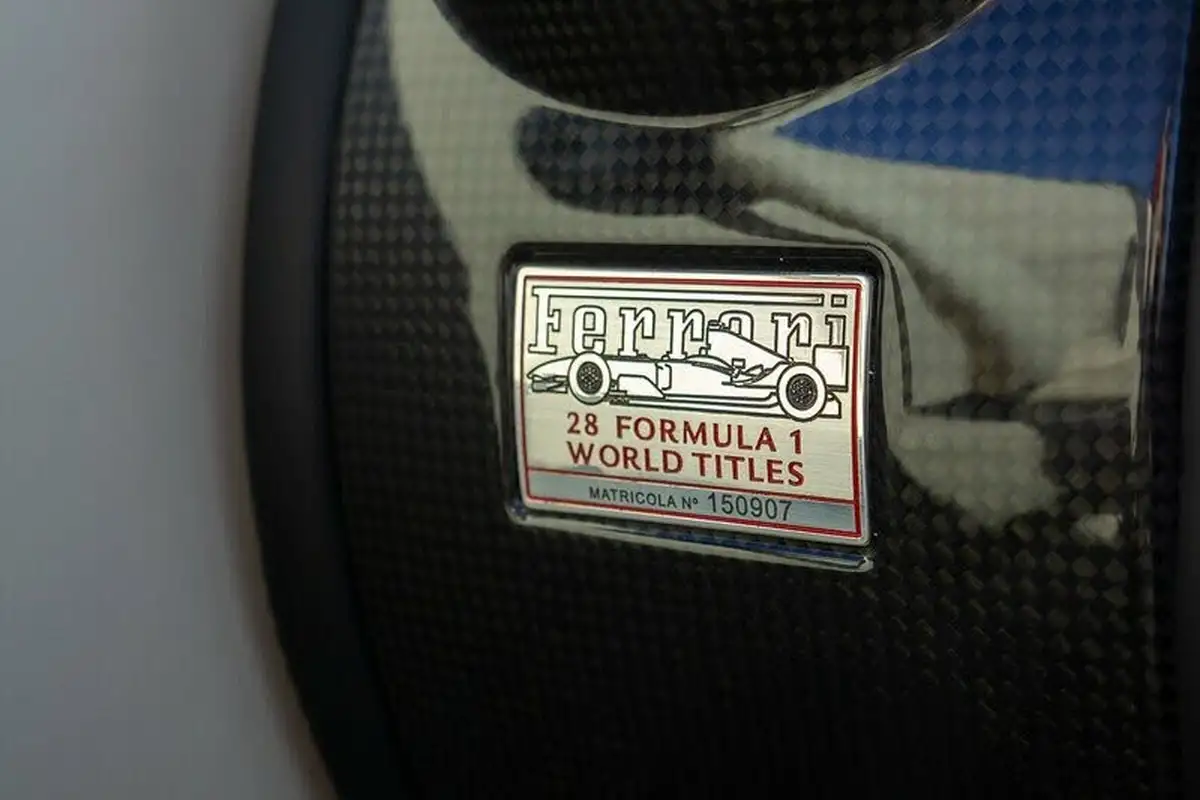 Ferrari
28 FORMULA 1
WORLD TITLES
MATRICOLA Nº 150907